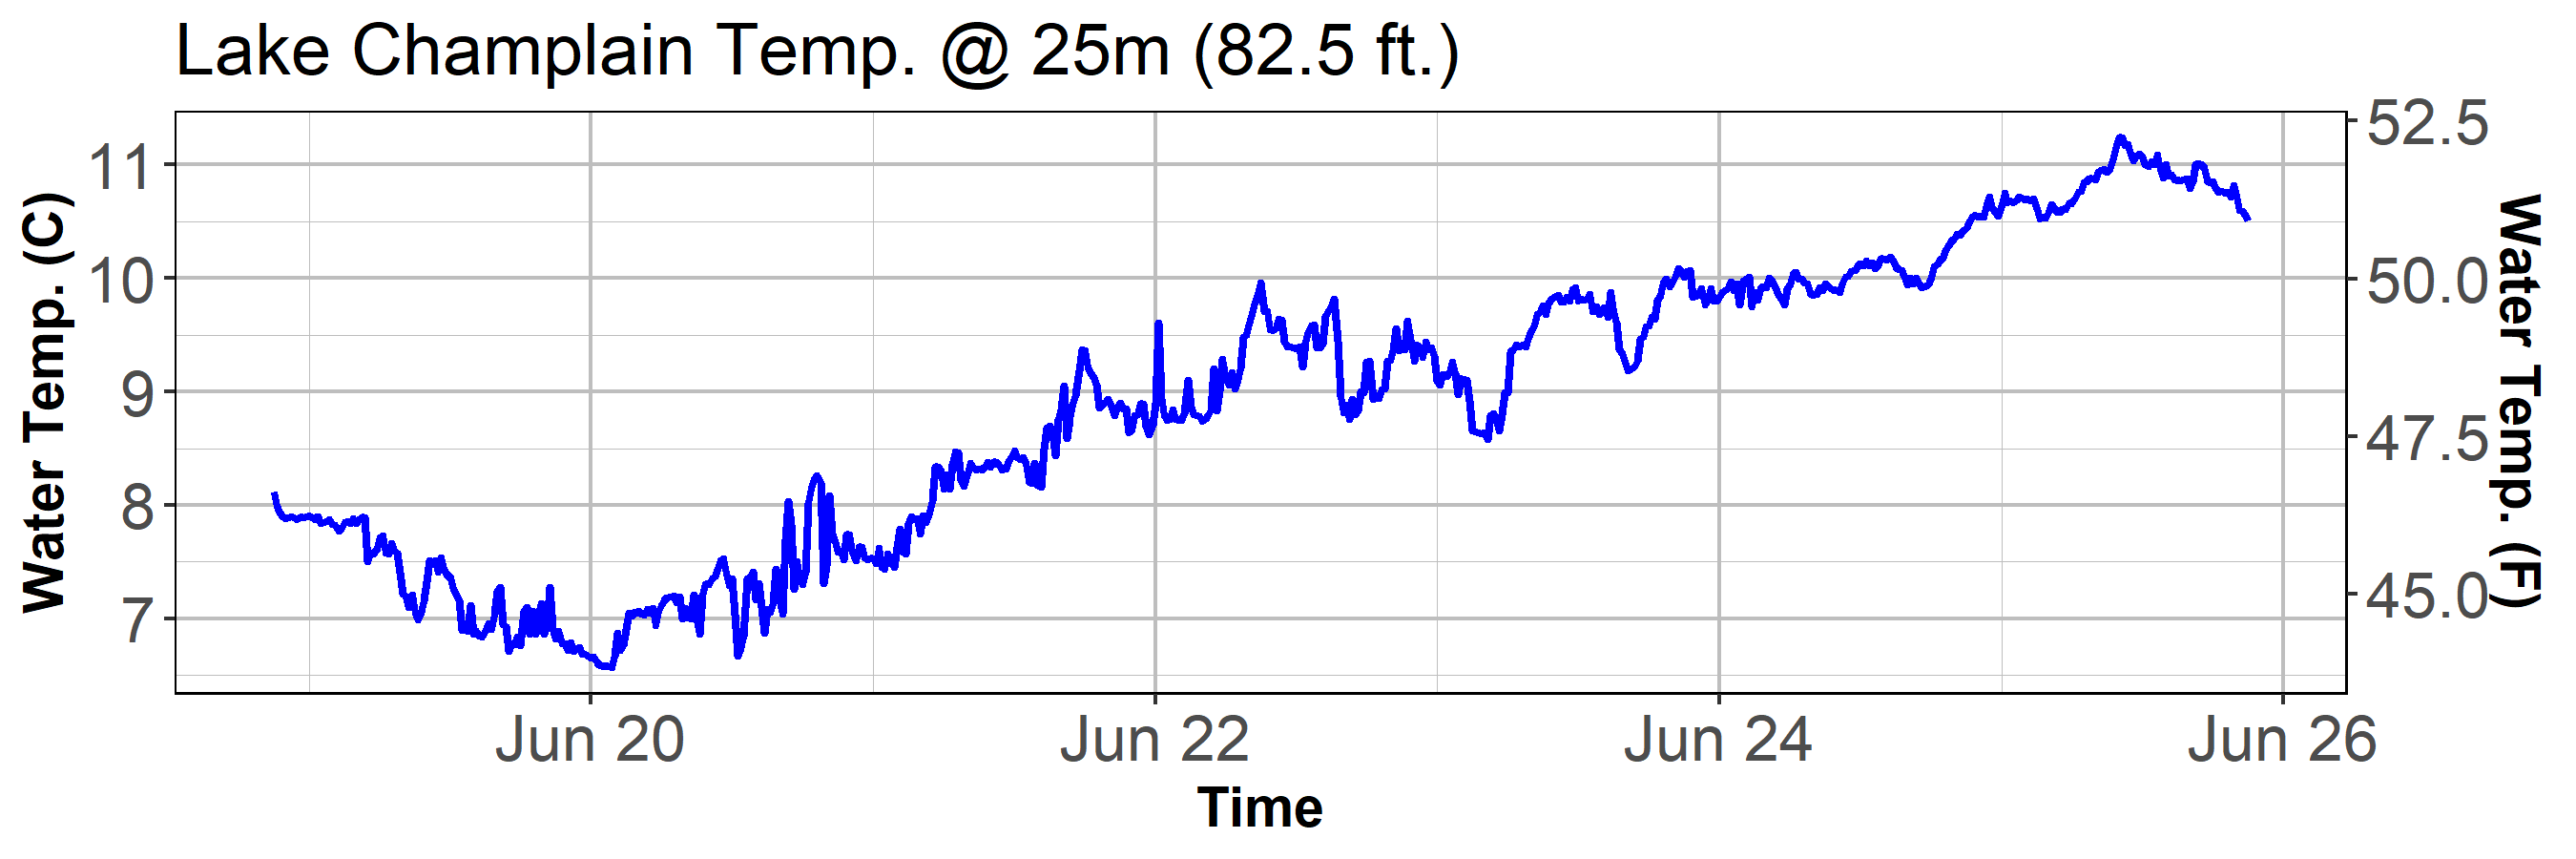 Lake Champlain Temp. @ 25m (82.5 ft.)
Water Temp. (C)
11
10
9
8
7
52.5
50.0
47.5
45.0
Water Temp. (F)
Jun 20
Jun 22
Jun 24
Jun 26
Time